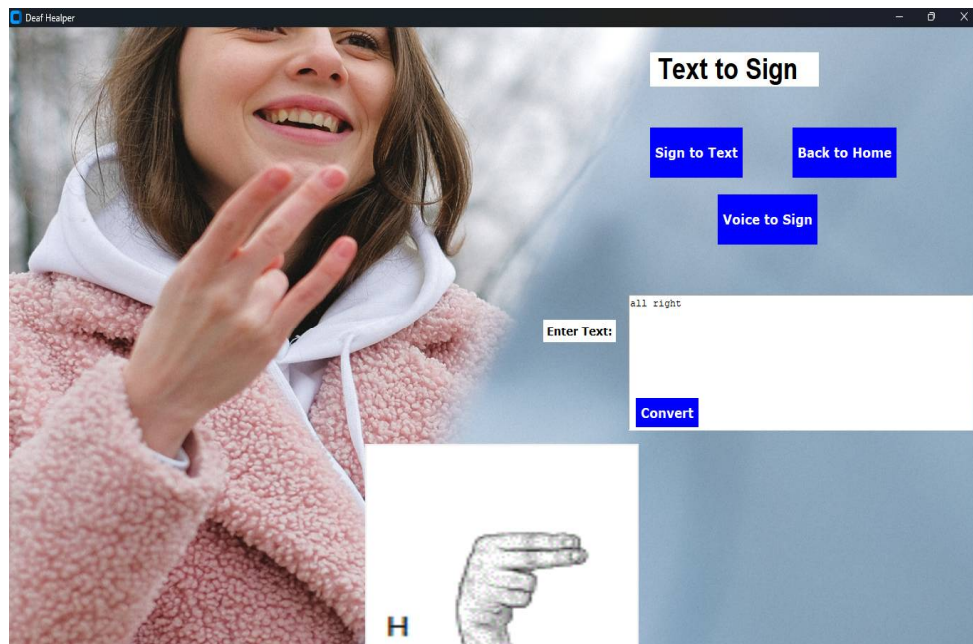 Deaf Healper
Text to Sign
Sign to Text
Back to Home
Voice to Sign
all right
Enter Text:
Convert
H